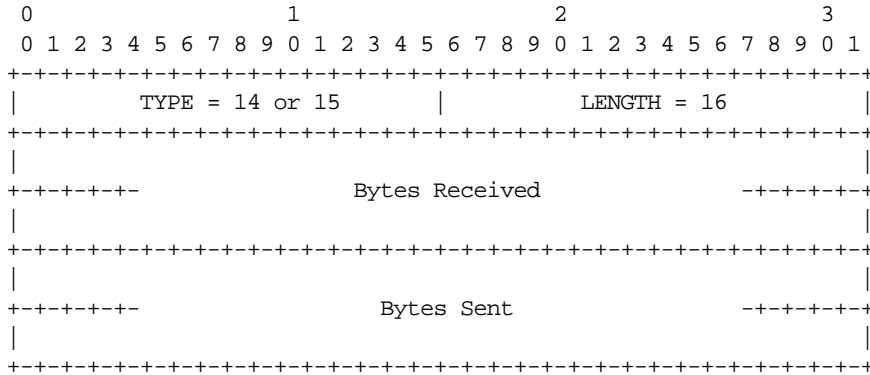 0                   1                   2                   3
 0 1 2 3 4 5 6 7 8 9 0 1 2 3 4 5 6 7 8 9 0 1 2 3 4 5 6 7 8 9 0 1
+-+-+-+-+-+-+-+-+-+-+-+-+-+-+-+-+-+-+-+-+-+-+-+-+-+-+-+-+-+-+-+-+
|         TYPE = 14 or 15       |          LENGTH = 16          |
+-+-+-+-+-+-+-+-+-+-+-+-+-+-+-+-+-+-+-+-+-+-+-+-+-+-+-+-+-+-+-+-+
|                                                               |
+-+-+-+-+-                Bytes Received               -+-+-+-+-+
|                                                               |
+-+-+-+-+-+-+-+-+-+-+-+-+-+-+-+-+-+-+-+-+-+-+-+-+-+-+-+-+-+-+-+-+
|                                                               |
+-+-+-+-+-                  Bytes Sent                 -+-+-+-+-+
|                                                               |
+-+-+-+-+-+-+-+-+-+-+-+-+-+-+-+-+-+-+-+-+-+-+-+-+-+-+-+-+-+-+-+-+